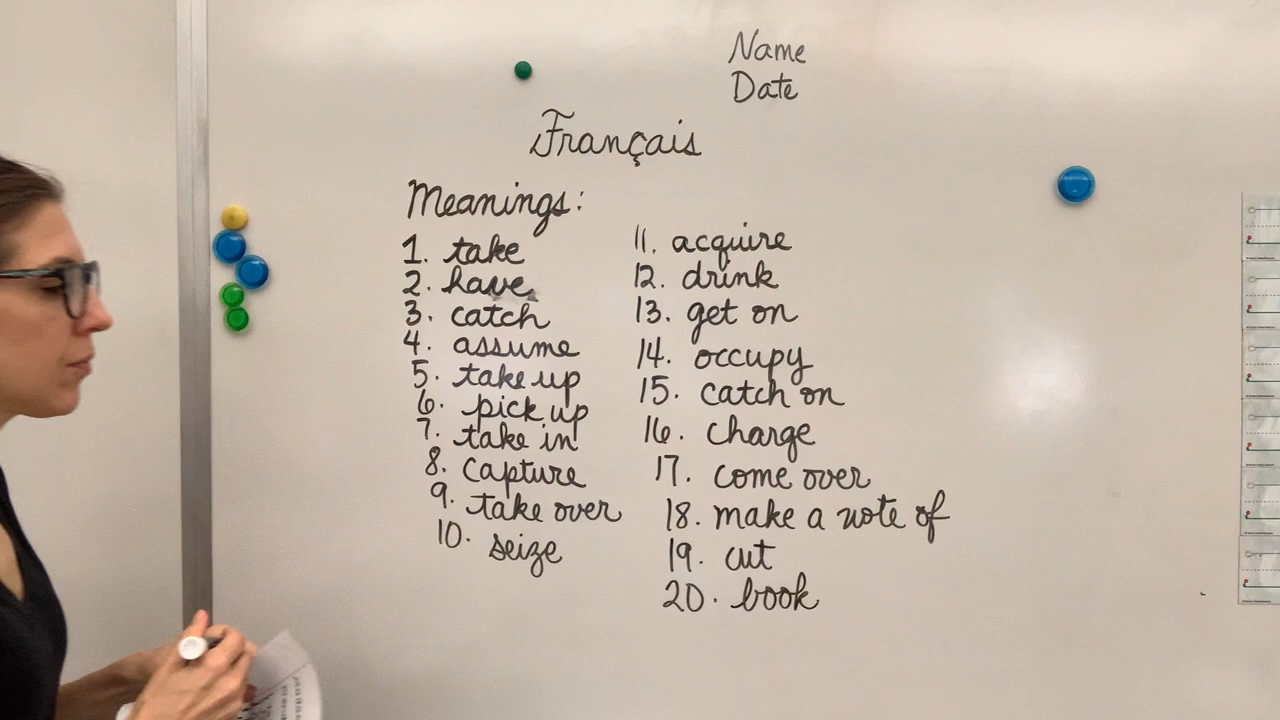 Name
Date
Français
Meanings:
1. take
2. have
3. catch
4. assume
5. take up
6. pick up
7. take in
8. capture
9. take over
10. seize
11. acquire
12. drink
13. get on
14. occupy
15. catch on
16. charge
17. come over
18. make a note of
19. cut
20. book